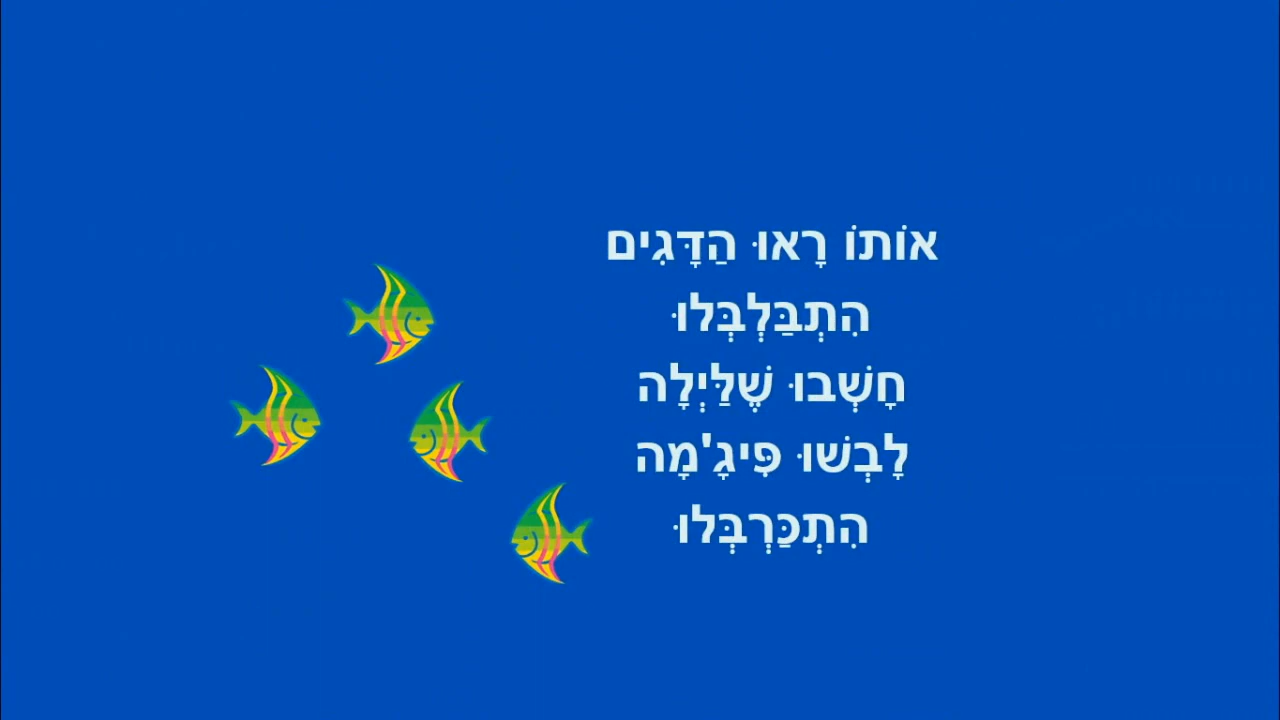 אוֹתוֹ רָאוּ הַדָּגִים
הִתְבַּלְבְּלוּ
חָשְׁבוּ שֶׁלַּיְלָה
לָבְשׁוּ פִּיגָ'מָה
הִתְכַּרְבְּלוּ